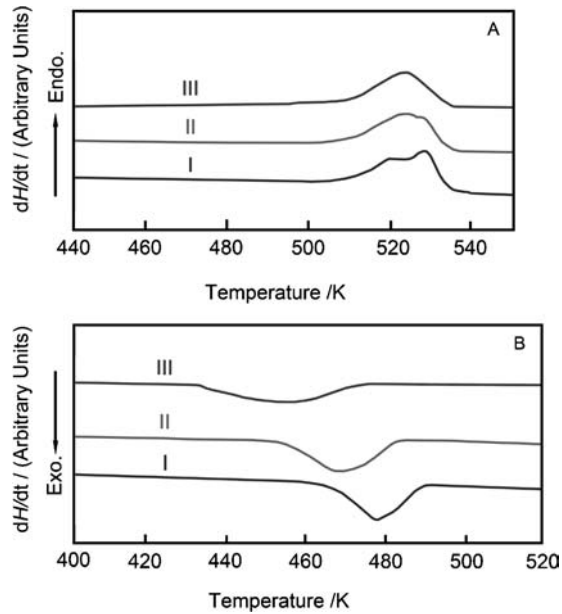 A
III
II
I
dH/dt / (Arbitrary Units)
Endo.
440 460 480 500 520 540
Temperature /K
B
III
II
I
dH/dt / (Arbitrary Units)
Exo.
400 420 440 460 480 500 520
Temperature /K